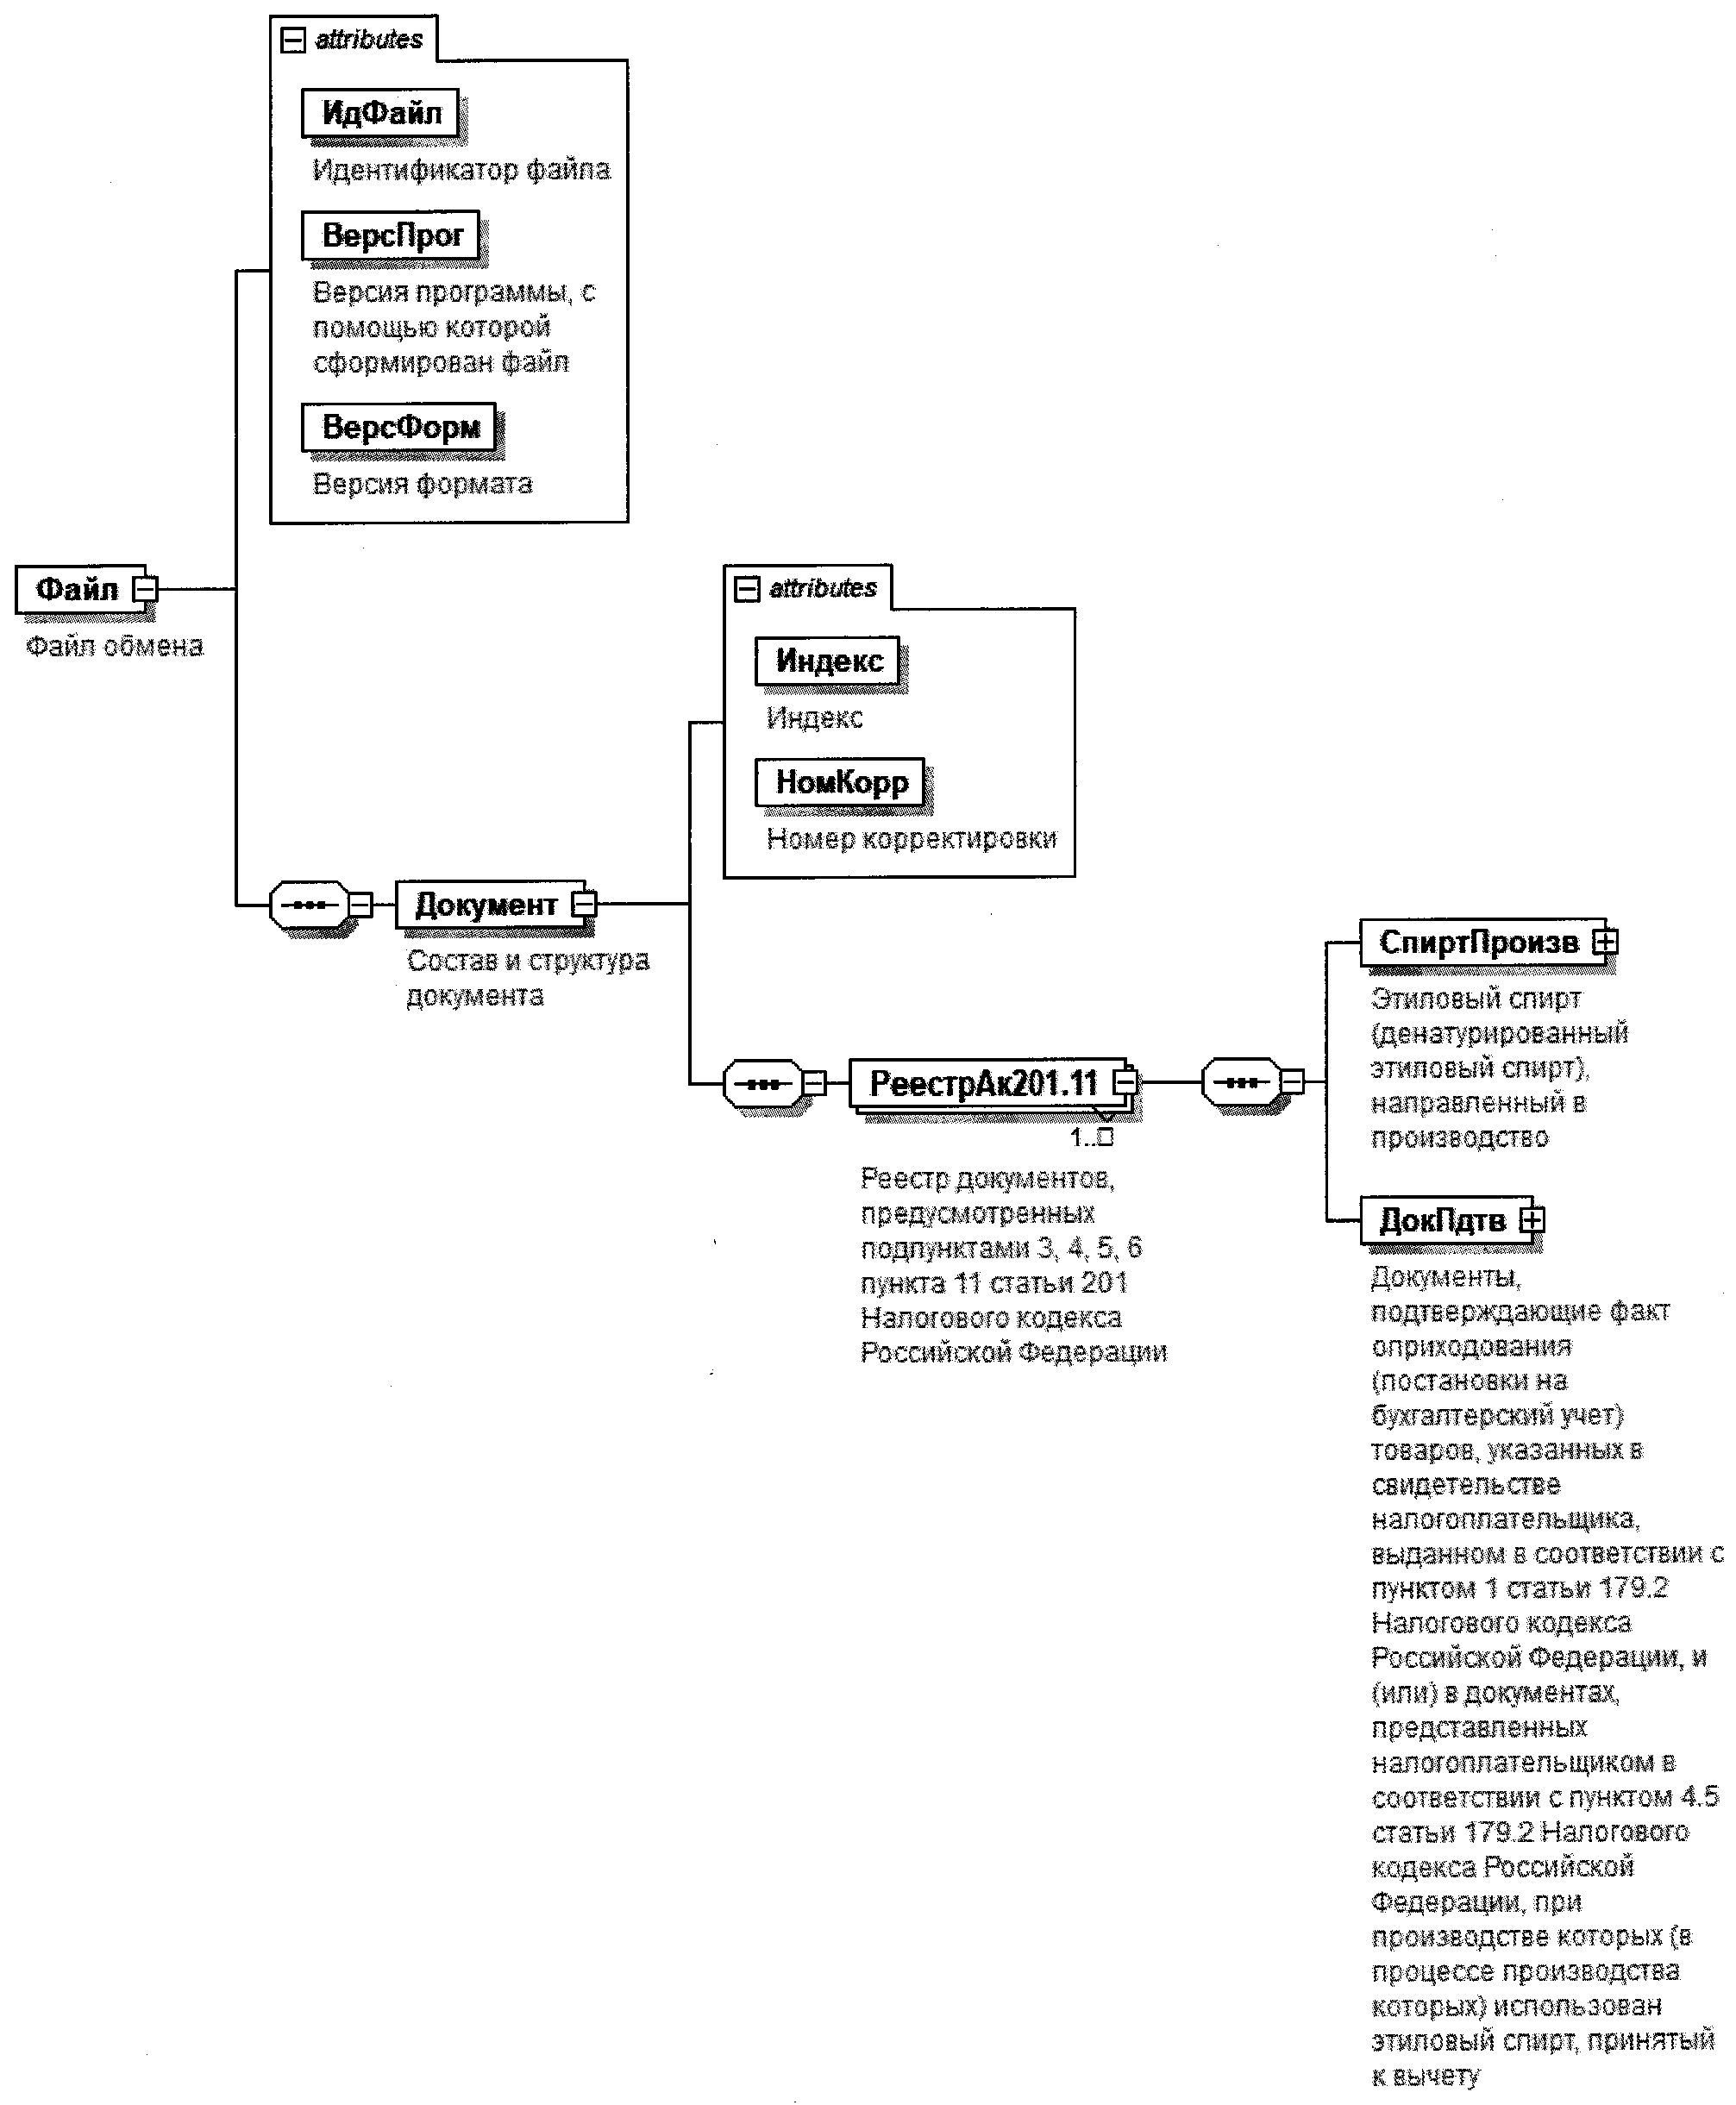 attributes
ИдФайл
Идентификатор файла
ВерсПрог
Версия программы, с
помощью которой
сформирован файл
ВерсФорм
Версия формата
Файл
Файл обмена
attributes
Индекс
Индекс
НомКорр
Номер корректировки
Документ
Состав и структура
документа
РеестрАк201.11
1..□
Реестр документов,
предусмотренных
подпунктами 3, 4, 5, 6
пункта 11 статьи 201
Налогового кодекса
Российской Федерации
СпиртПроизв
Этиловый спирт
(денатурированный
этиловый спирт),
направленный в
производство
ДокПдтв
Документы,
подтверждающие факт
оприходования
(постановки на
бухгалтерский учет)
товаров, указанных в
свидетельстве
налогоплательщика,
выданном в соответствии с
пунктом 1 статьи 179.2
Налогового кодекса
Российской Федерации, и
(или) в документах,
представленных
налогоплательщиком в
соответствии с пунктом 4.5
статьи 179.2 Налогового
кодекса Российской
Федерации, при
производстве которых (в
процессе производства
которых) использован
этиловый спирт, принятый
к вычету